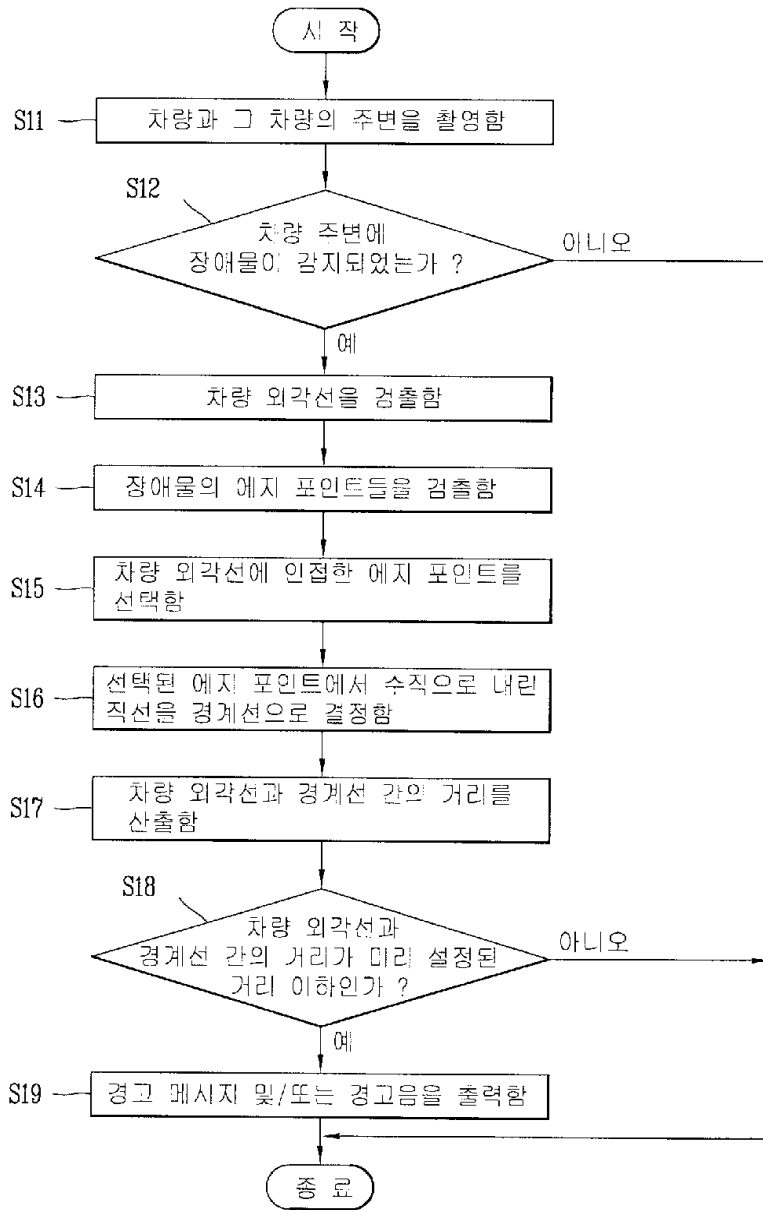 시 작
S11
차량과 그 차량의 주변을 촬영함
S12
차량 주변에
장애물이 감지되었는가 ?
아니오
예
S13
차량 외각선을 검출함
S14
장애물의 에지 포인트들을 검출함
S15
차량 외각선에 인접한 에지 포인트를
선택함
S16
선택된 에지 포인트에서 수직으로 내린
직선을 경계선으로 결정함
S17
차량 외각선과 경계선 간의 거리를
산출함
S18
차량 외각선과
경계선 간의 거리가 미리 설정된
거리 이하인가 ?
아니오
예
S19
경고 메시지 및/또는 경고음을 출력함
종 료